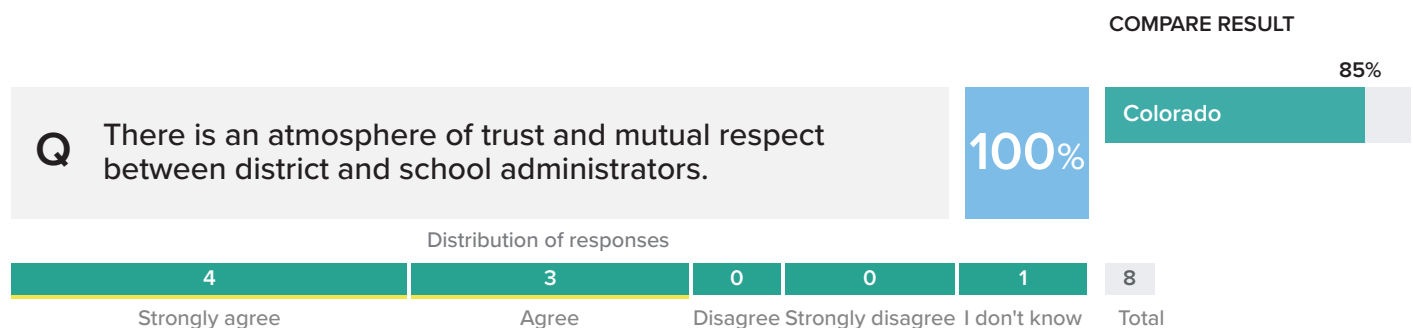 COMPARE RESULT
85%
Colorado
Q There is an atmosphere of trust and mutual respect
between district and school administrators.
100%
Distribution of responses
4 3 0 0 1 8
Strongly agree Agree Disagree Strongly disagree I don't know Total